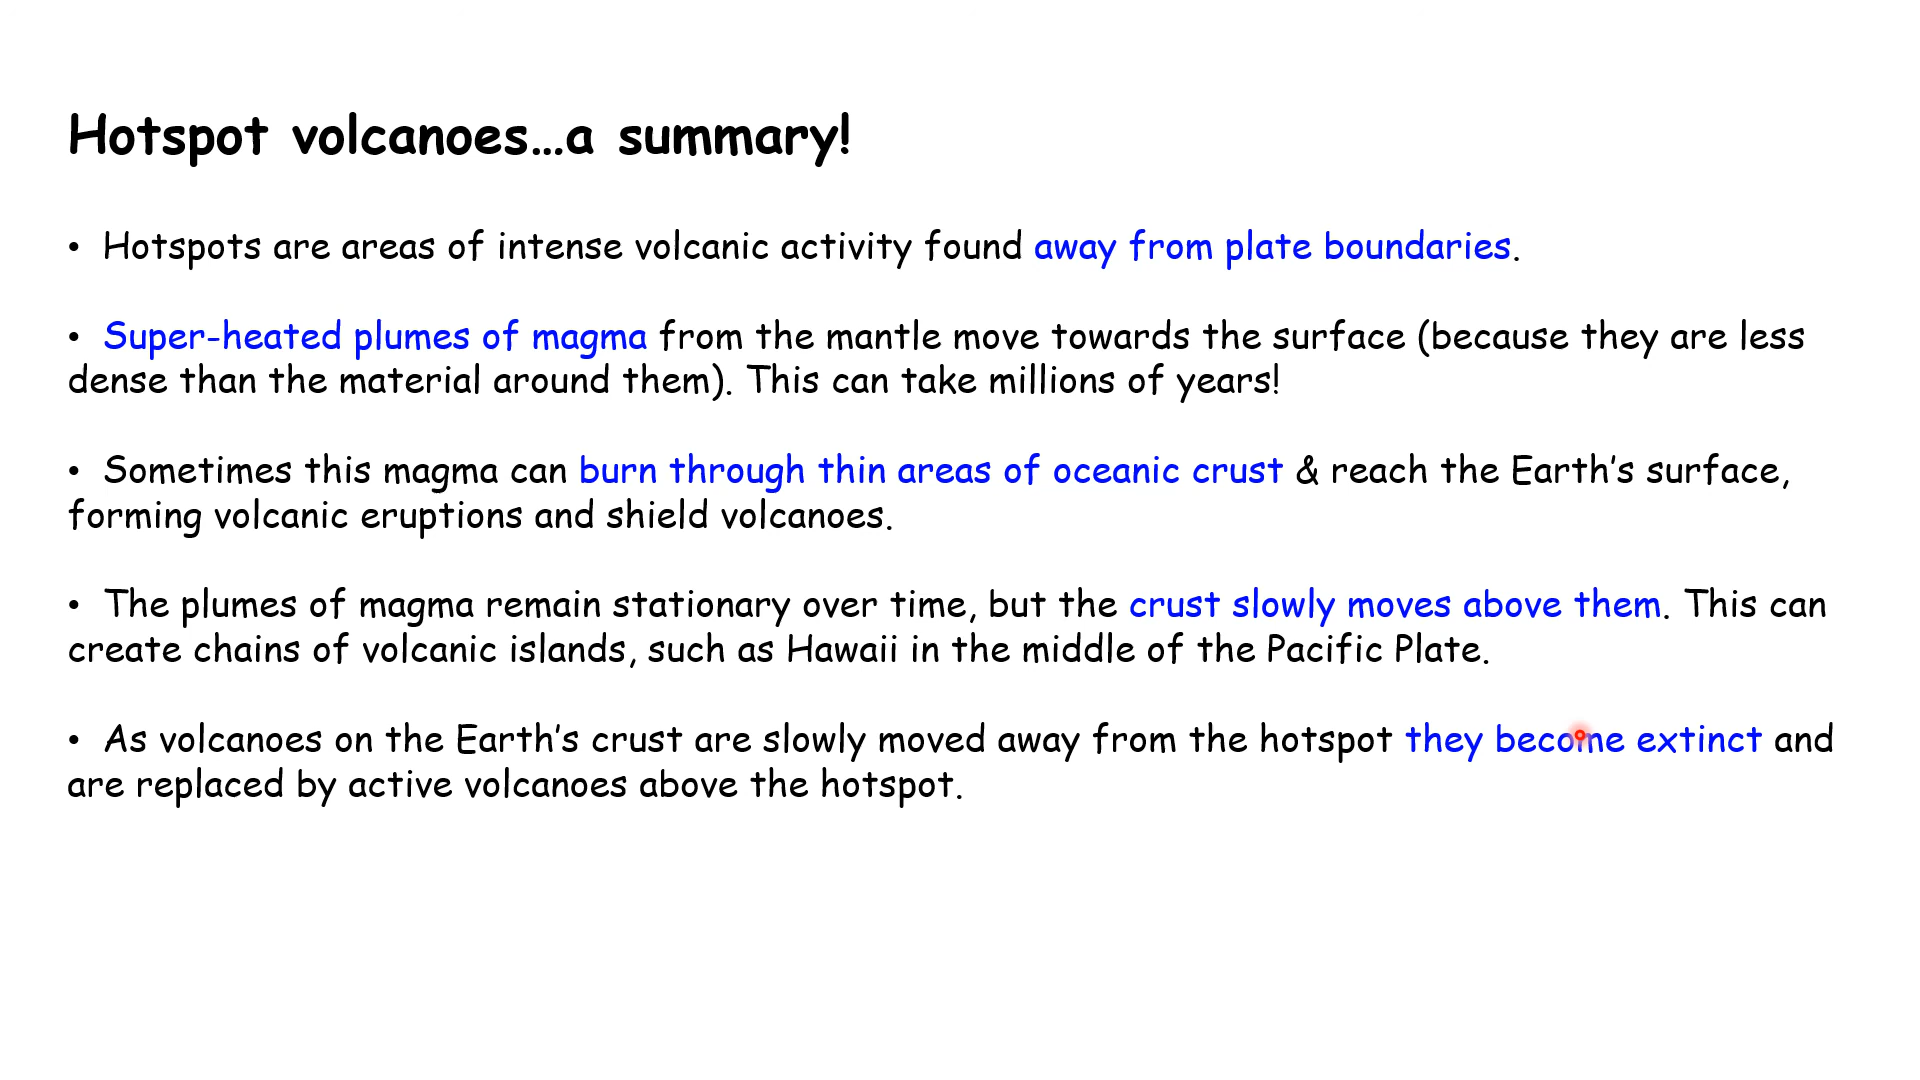 Hotspot volcanoes...a summary!
• Hotspots are areas of intense volcanic activity found away from plate boundaries.
• Super-heated plumes of magma from the mantle move towards the surface (because they are less
dense than the material around them). This can take millions of years!
• Sometimes this magma can burn through thin areas of oceanic crust & reach the Earth's surface,
forming volcanic eruptions and shield volcanoes.
• The plumes of magma remain stationary over time, but the crust slowly moves above them. This can
create chains of volcanic islands, such as Hawaii in the middle of the Pacific Plate.
• As volcanoes on the Earth's crust are slowly moved away from the hotspot they become extinct and
are replaced by active volcanoes above the hotspot.